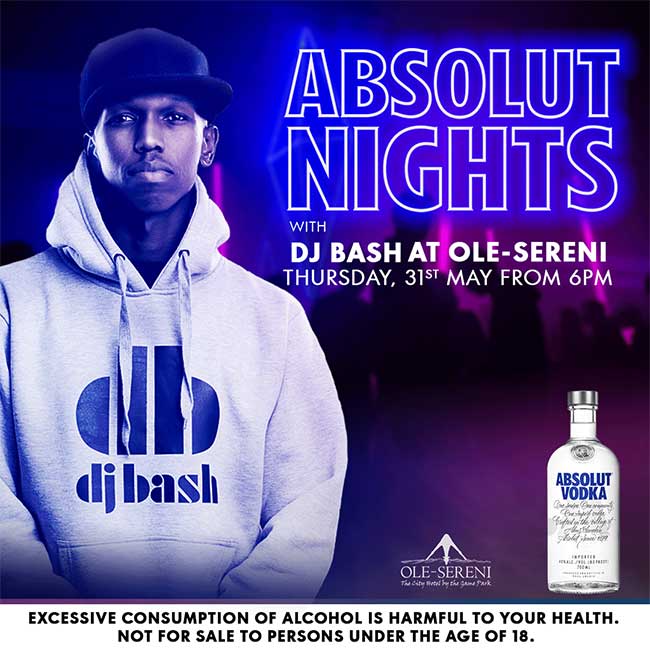 ABSOLUT
NIGHTS
WITH
DJ BASH AT OLE-SERENI
THURSDAY, 31ST MAY FROM 6PM
db
dj bash
ABSOLUT
VODKA
IMPORTED
OLE-SERENI
The City Hotel by the Game Park
EXCESSIVE CONSUMPTION OF ALCOHOL IS HARMFUL TO YOUR HEALTH.
NOT FOR SALE TO PERSONS UNDER THE AGE OF 18.